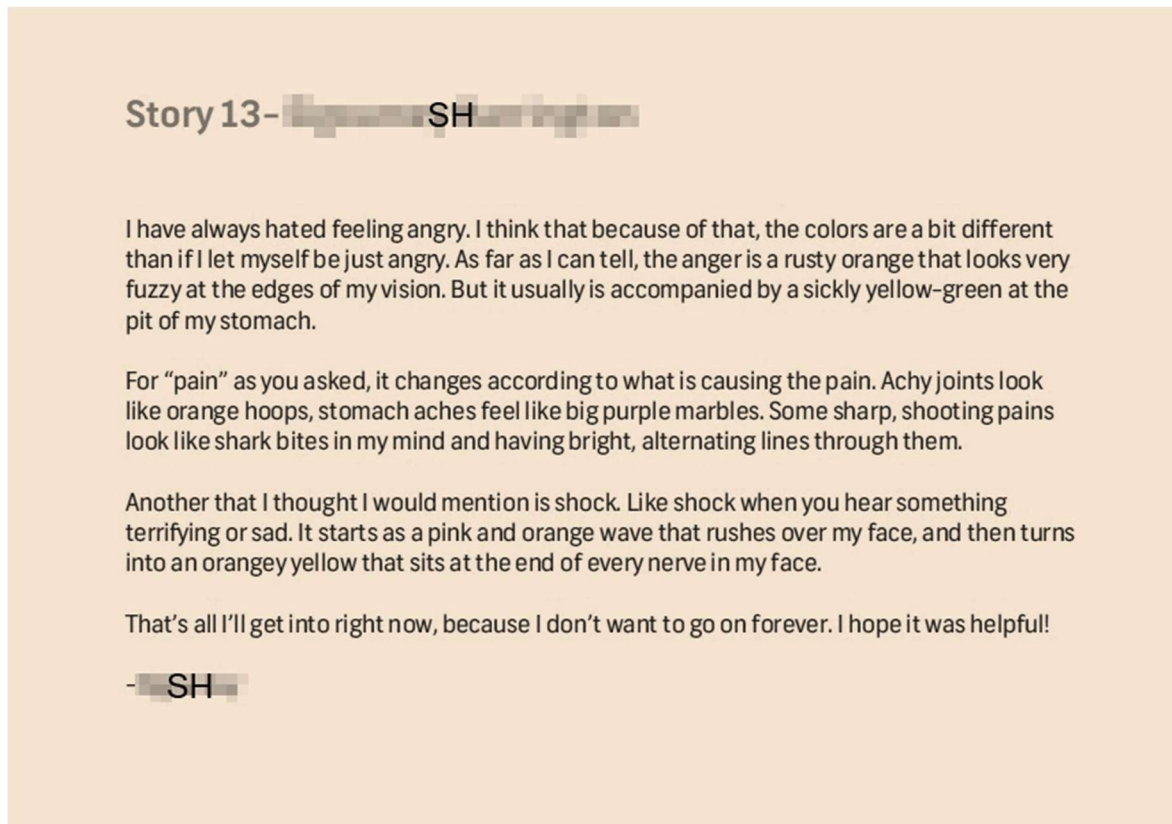 Story 13- SH
I have always hated feeling angry. I think that because of that, the colors are a bit different
than if I let myself be just angry. As far as I can tell, the anger is a rusty orange that looks very
fuzzy at the edges of my vision. But it usually is accompanied by a sickly yellow-green at the
pit of my stomach.
For “pain” as you asked, it changes according to what is causing the pain. Achy joints look
like orange hoops, stomach aches feel like big purple marbles. Some sharp, shooting pains
look like shark bites in my mind and having bright, alternating lines through them.
Another that I thought I would mention is shock. Like shock when you hear something
terrifying or sad. It starts as a pink and orange wave that rushes over my face, and then turns
into an orangey yellow that sits at the end of every nerve in my face.
That’s all I’ll get into right now, because I don’t want to go on forever. I hope it was helpful!
-SH